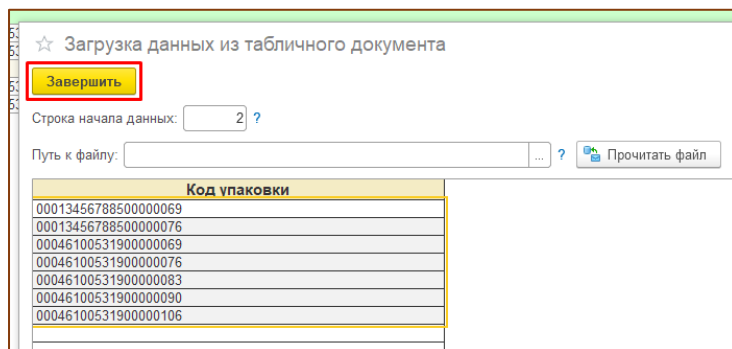 Загрузка данных из табличного документа
Завершить
Строка начала данных: 2 ?
Путь к файлу: ... ? Прочитать файл
Код упаковки
00013456788500000069
00013456788500000076
00046100531900000069
00046100531900000076
00046100531900000083
00046100531900000090
00046100531900000106